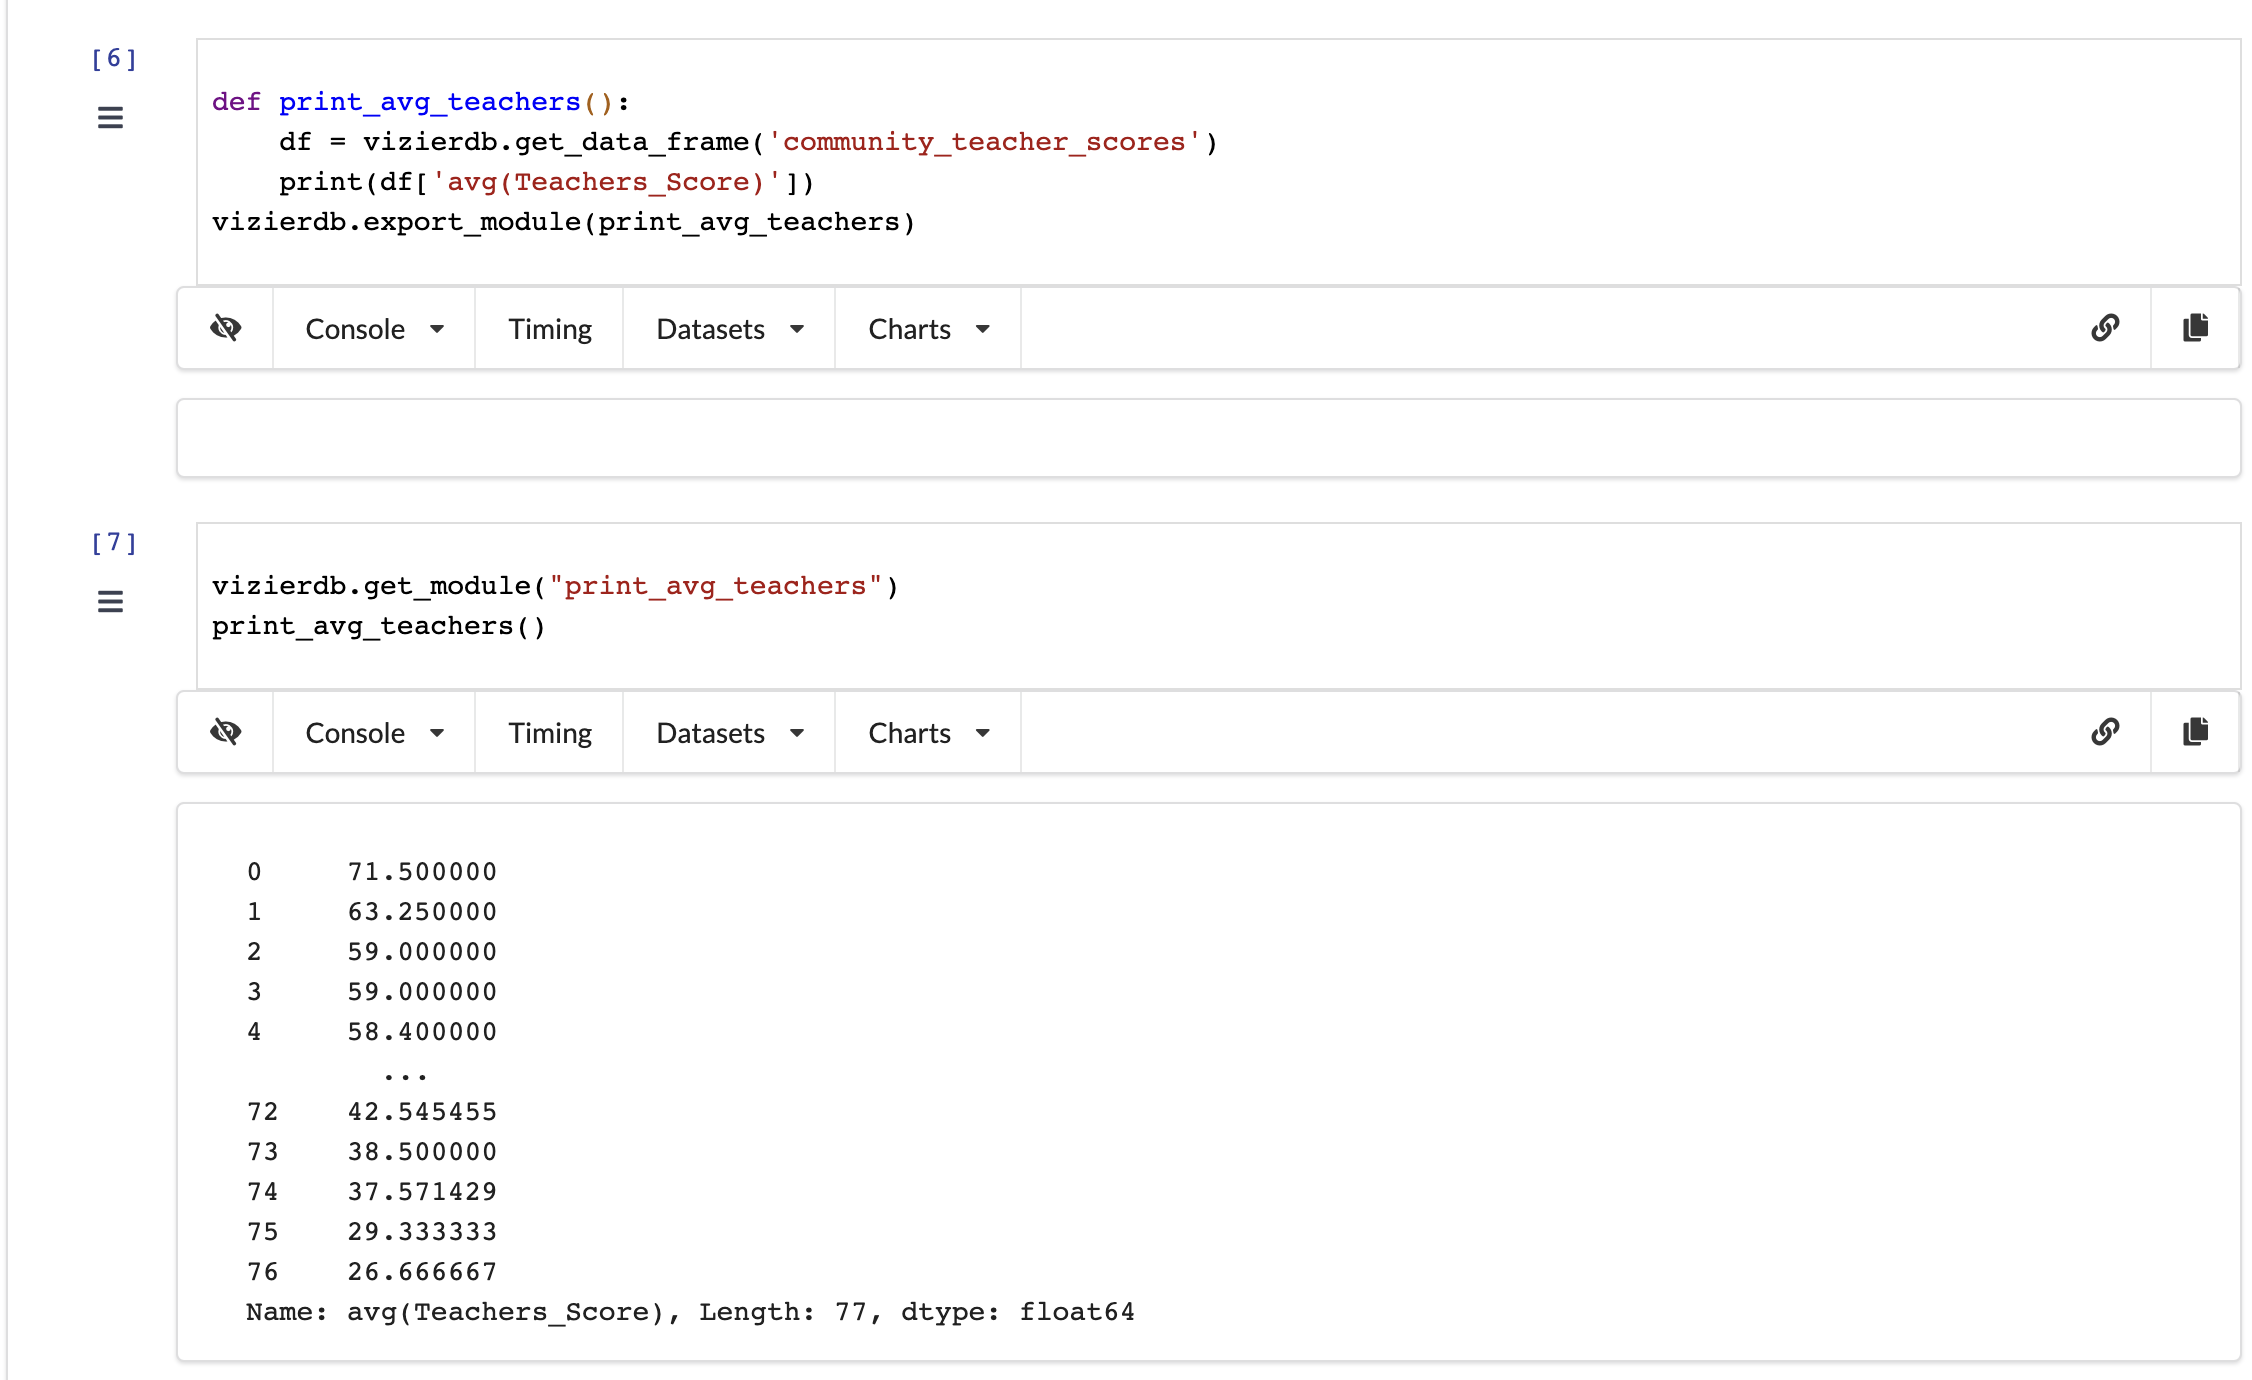 [6]
def print_avg_teachers():
    df = vizierdb.get_data_frame('community_teacher_scores')
    print(df['avg(Teachers_Score)'])
vizierdb.export_module(print_avg_teachers)
Console Timing Datasets Charts
[7]
vizierdb.get_module("print_avg_teachers")
print_avg_teachers()
Console Timing Datasets Charts
0     71.500000
1     63.250000
2     59.000000
3     59.000000
4     58.400000
        ...
72    42.545455
73    38.500000
74    37.571429
75    29.333333
76    26.666667
Name: avg(Teachers_Score), Length: 77, dtype: float64